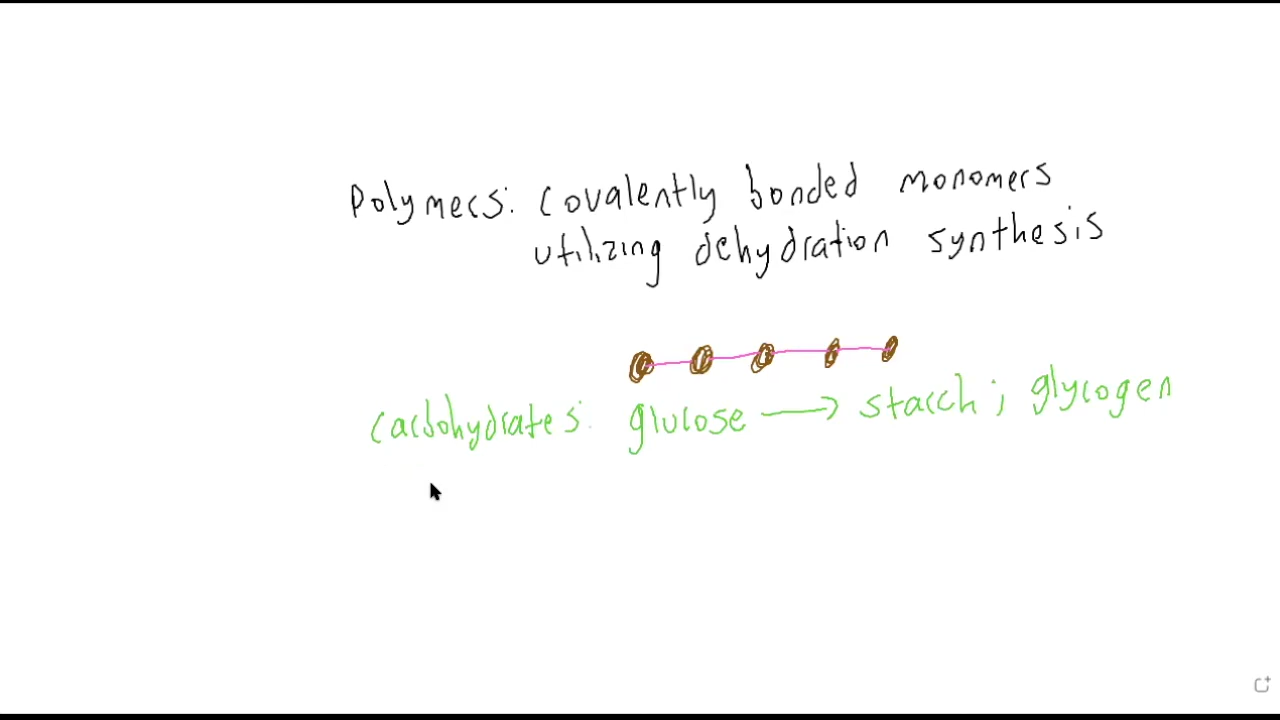 Polymers: covalently bonded monomers
utilizing dehydration synthesis
carbohydrates: glucose → starch; glycogen